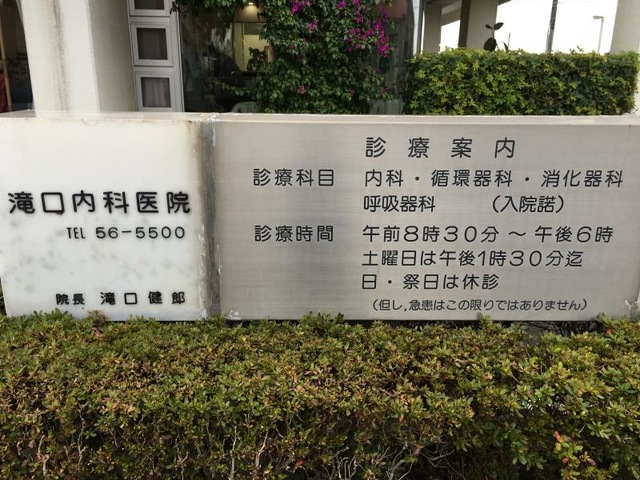 滝口内科医院
TEL 56-5500
院長 滝口 健郎
診療案内
診療科目 内科・循環器科・消化器科
呼吸器科 (入院諾)
診療時間 午前8時30分～午後6時
土曜日は午後1時30分迄
日・祭日は休診
(但し,急患はこの限りではありません)